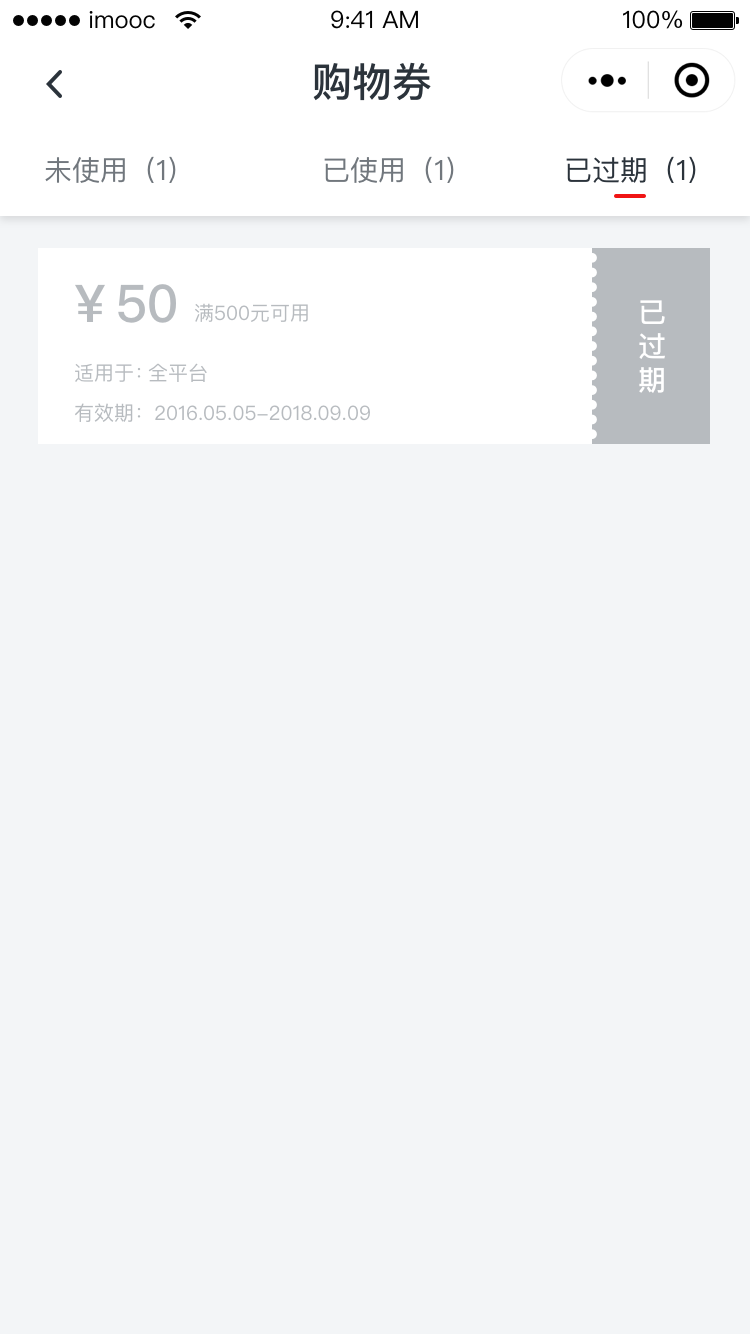 imooc 9:41 AM 100%
购物券
未使用（1） 已使用（1） 已过期（1）
¥ 50 满500元可用
适用于：全平台
有效期：2016.05.05–2018.09.09
已过期